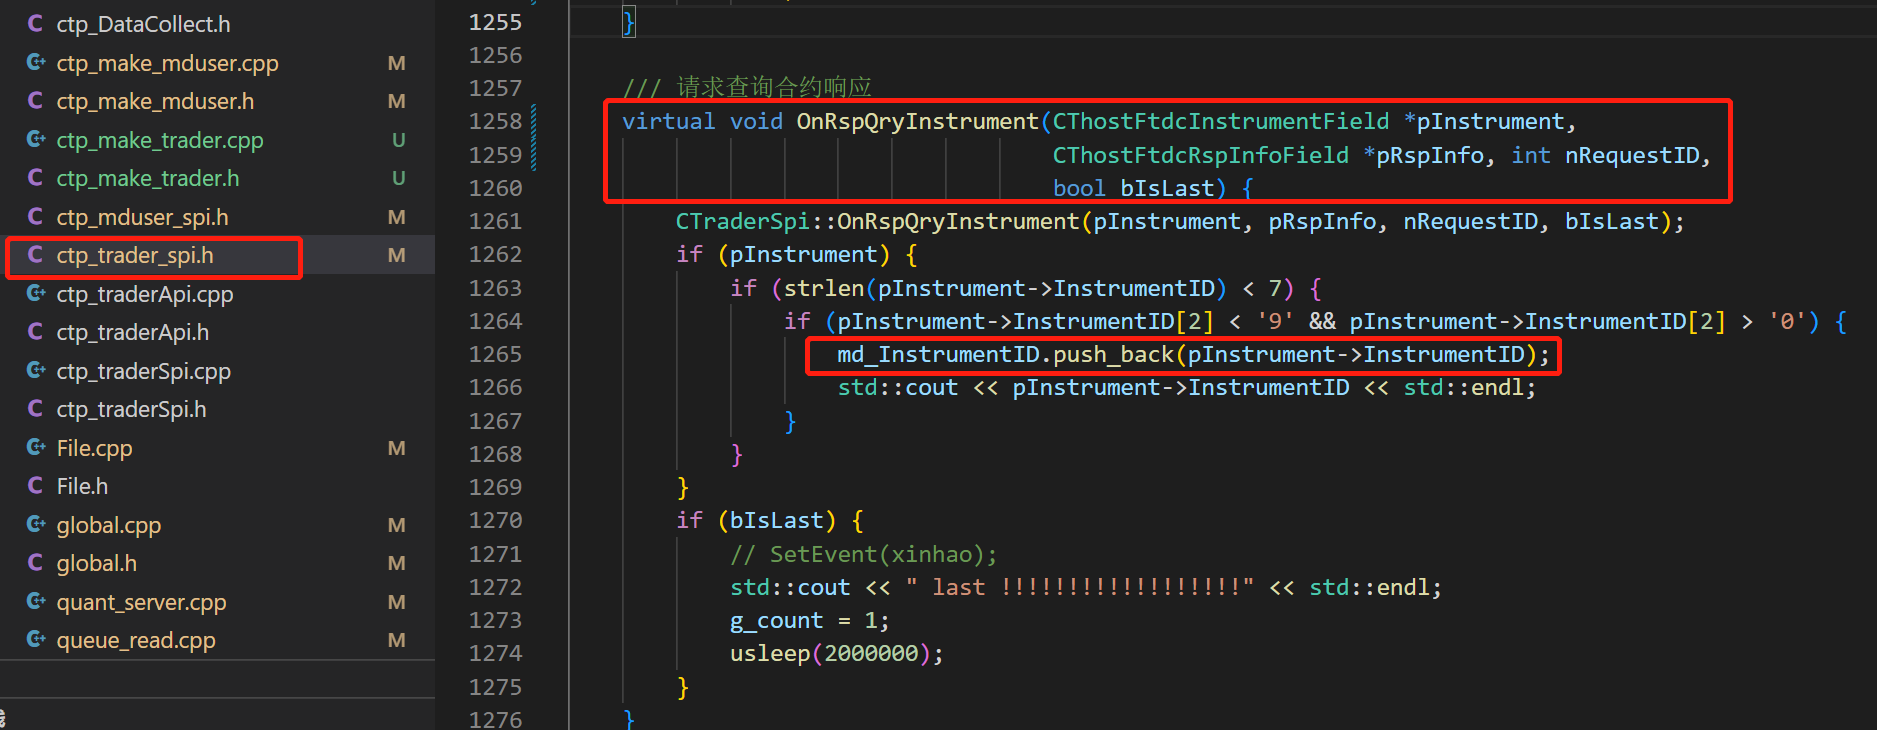 ctp_DataCollect.h
ctp_make_mduser.cpp M
ctp_make_mduser.h M
ctp_make_trader.cpp U
ctp_make_trader.h U
ctp_mduser_spi.h M
ctp_trader_spi.h M
ctp_traderApi.cpp
ctp_traderApi.h
ctp_traderSpi.cpp
ctp_traderSpi.h
File.cpp M
File.h
global.cpp M
global.h M
quant_server.cpp M
queue_read.cpp M
1255 }
1256
1257 /// 请求查询合约响应
1258 virtual void OnRspQryInstrument(CThostFtdcInstrumentField *pInstrument,
1259 CThostFtdcRspInfoField *pRspInfo, int nRequestID,
1260 bool bIsLast) {
1261 CTraderSpi::OnRspQryInstrument(pInstrument, pRspInfo, nRequestID, bIsLast);
1262 if (pInstrument) {
1263 if (strlen(pInstrument->InstrumentID) < 7) {
1264 if (pInstrument->InstrumentID[2] < '9' && pInstrument->InstrumentID[2] > '0') {
1265 md_InstrumentID.push_back(pInstrument->InstrumentID);
1266 std::cout << pInstrument->InstrumentID << std::endl;
1267 }
1268 }
1269 }
1270 if (bIsLast) {
1271 // SetEvent(xinhao);
1272 std::cout << " last !!!!!!!!!!!!!!!!!!" << std::endl;
1273 g_count = 1;
1274 usleep(2000000);
1275 }
1276 }